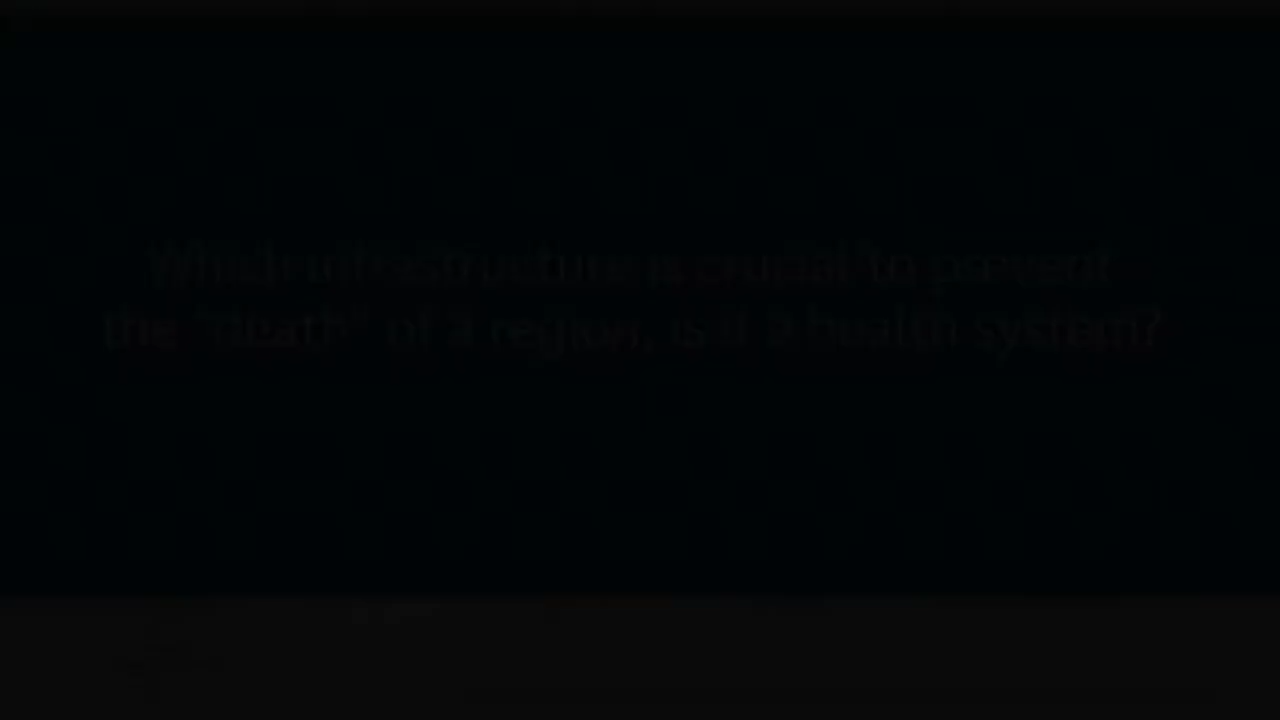 Which infrastructure is crucial to prevent
the "death" of a region, is it a health system?